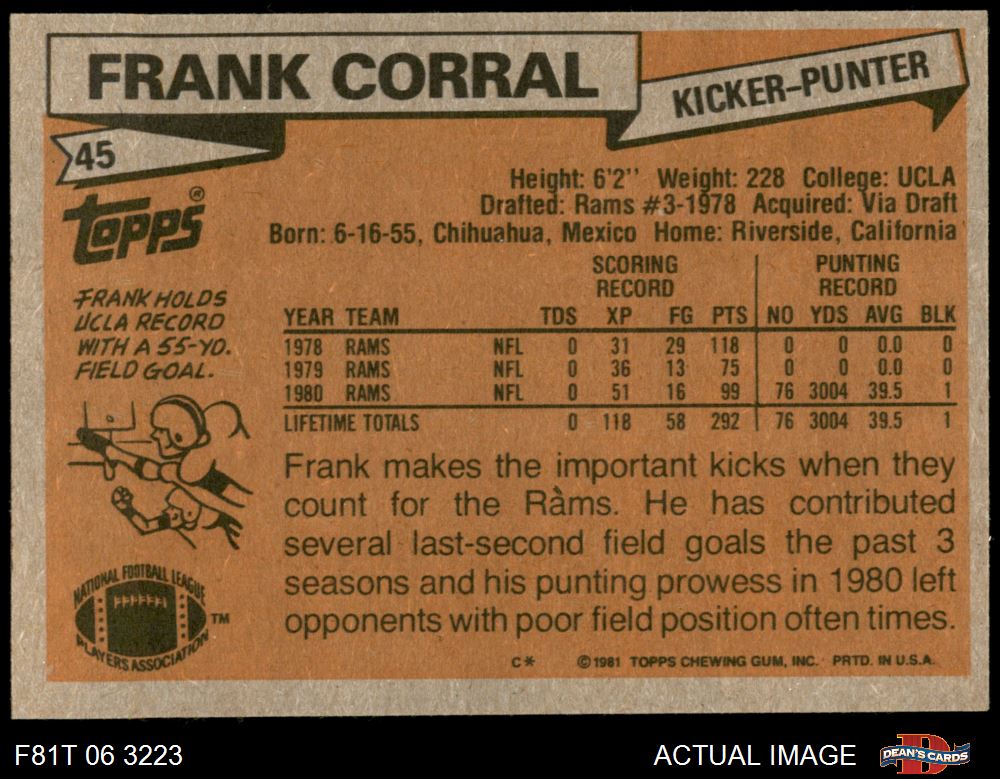 FRANK CORRAL
KICKER-PUNTER
45
topps®
Height: 6'2'' Weight: 228 College: UCLA
Drafted: Rams #3-1978 Acquired: Via Draft
Born: 6-16-55, Chihuahua, Mexico Home: Riverside, California
FRANK HOLDS
UCLA RECORD
WITH A 55-YD.
FIELD GOAL.
SCORING RECORD PUNTING RECORD
YEAR TEAM TDS XP FG PTS NO YDS AVG BLK
1978 RAMS NFL 0 31 29 118 0 0 0.0 0
1979 RAMS NFL 0 36 13 75 0 0 0.0 0
1980 RAMS NFL 0 51 16 99 76 3004 39.5 1
LIFETIME TOTALS 0 118 58 292 76 3004 39.5 1
Frank makes the important kicks when they
count for the Rams. He has contributed
several last-second field goals the past 3
seasons and his punting prowess in 1980 left
opponents with poor field position often times.
NATIONAL FOOTBALL LEAGUE
PLAYERS ASSOCIATION
™
C* ©1981 TOPPS CHEWING GUM, INC. PRTD. IN U.S.A.
F81T 06 3223
ACTUAL IMAGE
DEAN'S CARDS